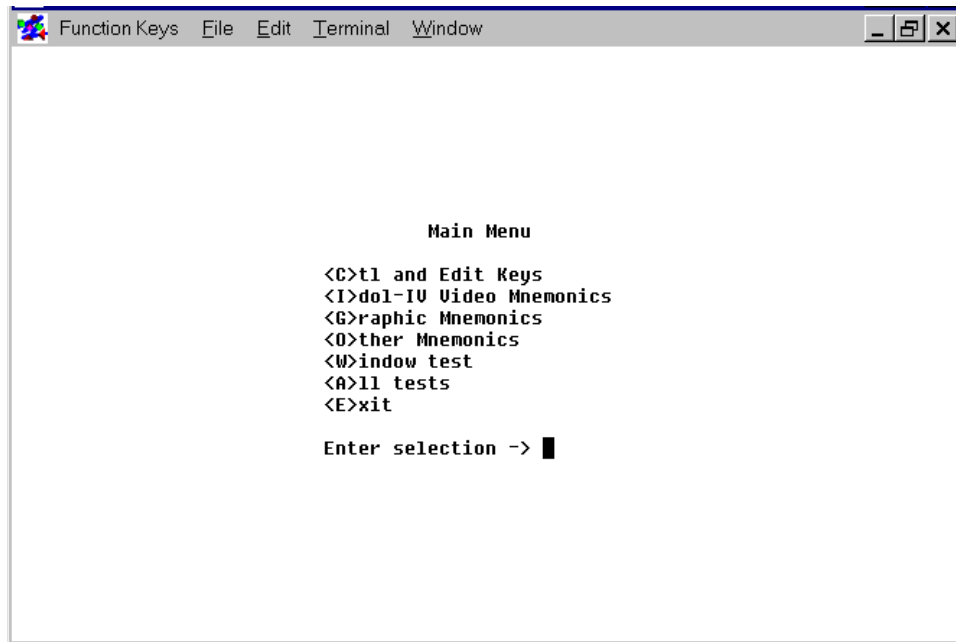 Function Keys File Edit Terminal Window
Main Menu
<C>tl and Edit Keys
<I>dol-IV Video Mnemonics
<G>raphic Mnemonics
<O>ther Mnemonics
<W>indow test
<A>ll tests
<E>xit
Enter selection ->